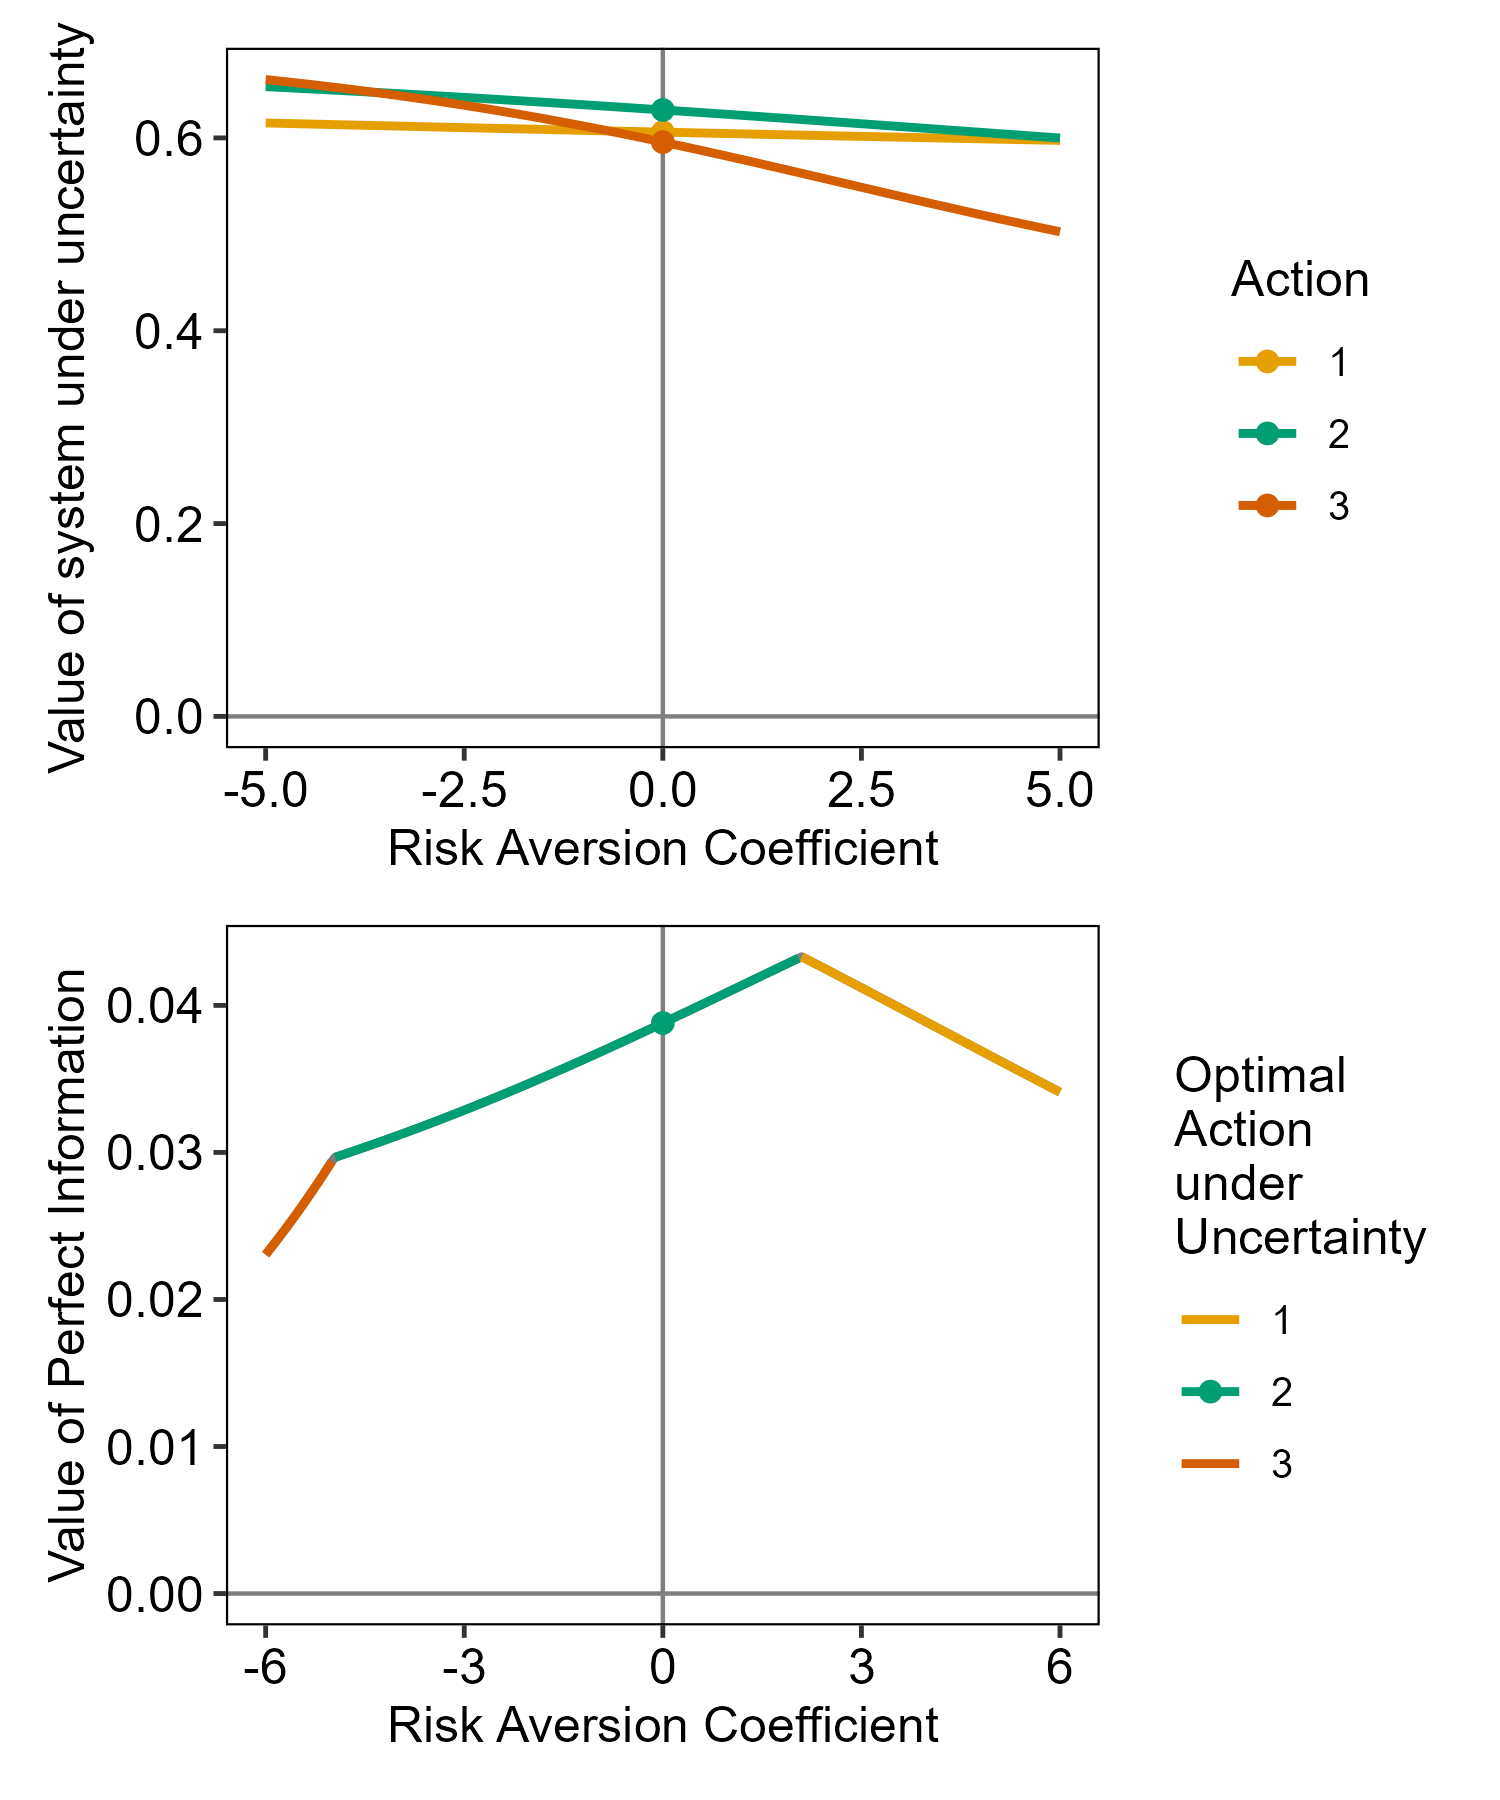 Value of system under uncertainty
0.6
0.4
0.2
0.0
-5.0 -2.5 0.0 2.5 5.0
Risk Aversion Coefficient
Action
1
2
3
Value of Perfect Information
0.04
0.03
0.02
0.01
0.00
-6 -3 0 3 6
Risk Aversion Coefficient
Optimal
Action
under
Uncertainty
1
2
3